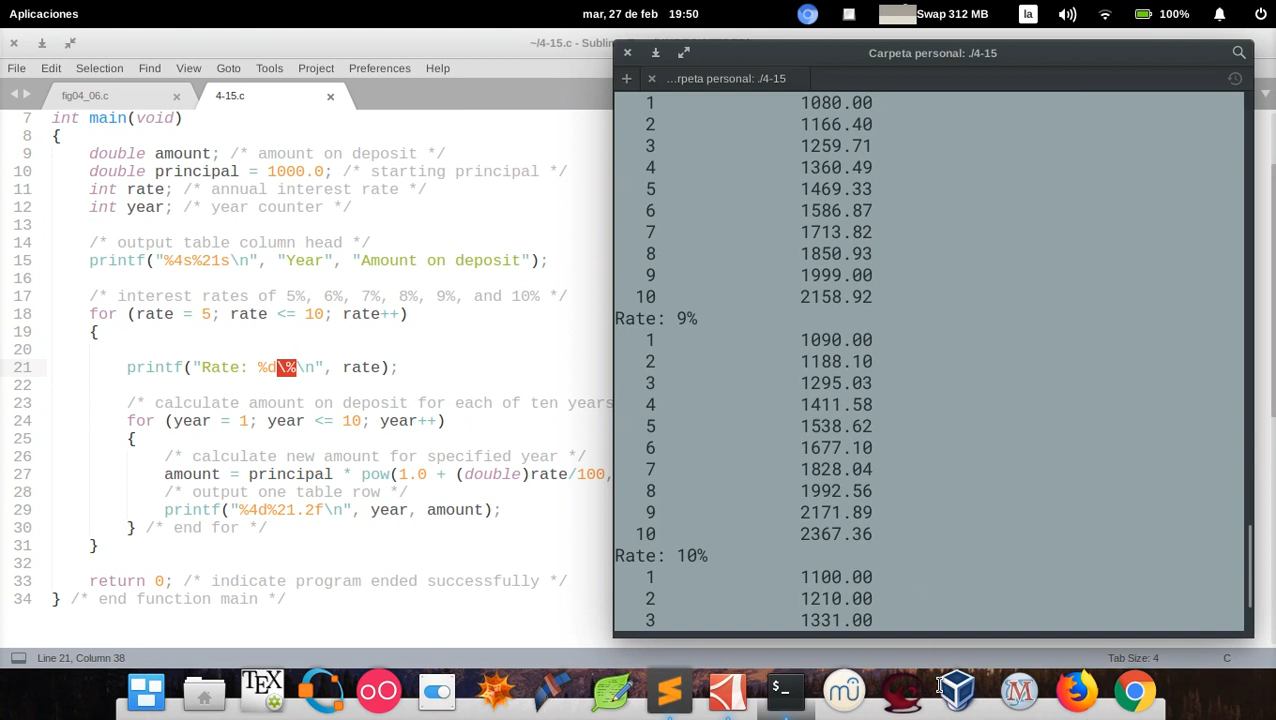 Aplicaciones
mar, 27 de feb 19:50
Swap 312 MB
la
100%
~/4-15.c - Sublim
File Edit Selection Find View Goto Tools Project Preferences Help
fig04_06.c
4-15.c
7 int main(void)
8 {
9 double amount; /* amount on deposit */
10 double principal = 1000.0; /* starting principal */
11 int rate; /* annual interest rate */
12 int year; /* year counter */
13
14 /* output table column head */
15 printf("%4s%21s\n", "Year", "Amount on deposit");
16
17 /* interest rates of 5%, 6%, 7%, 8%, 9%, and 10% */
18 for (rate = 5; rate <= 10; rate++)
19 {
20
21 printf("Rate: %d\%\n", rate);
22
23 /* calculate amount on deposit for each of ten years
24 for (year = 1; year <= 10; year++)
25 {
26 /* calculate new amount for specified year */
27 amount = principal * pow(1.0 + (double)rate/100,
28 /* output one table row */
29 printf("%4d%21.2f\n", year, amount);
30 } /* end for */
31 }
32
33 return 0; /* indicate program ended successfully */
34 } /* end function main */
Line 21, Column 38
Tab Size: 4
C
Carpeta personal: ./4-15
...rpeta personal: ./4-15
1 1080.00
2 1166.40
3 1259.71
4 1360.49
5 1469.33
6 1586.87
7 1713.82
8 1850.93
9 1999.00
10 2158.92
Rate: 9%
1 1090.00
2 1188.10
3 1295.03
4 1411.58
5 1538.62
6 1677.10
7 1828.04
8 1992.56
9 2171.89
10 2367.36
Rate: 10%
1 1100.00
2 1210.00
3 1331.00
TEX
>_
mu
M